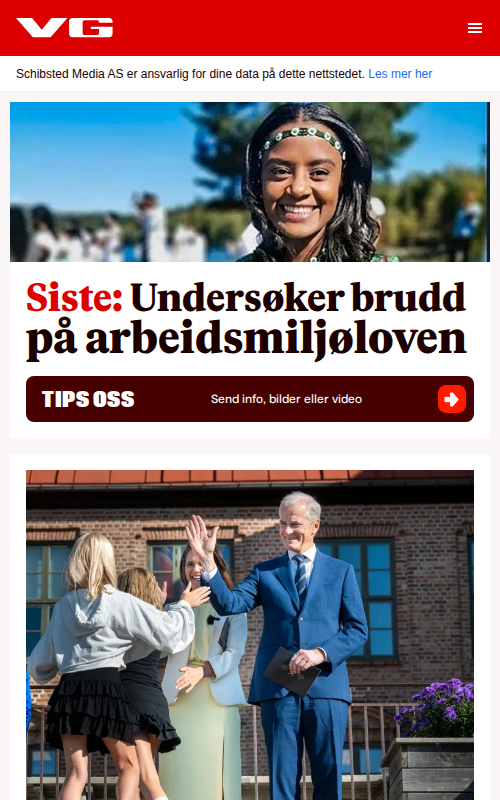 VG
Schibsted Media AS er ansvarlig for dine data på dette nettstedet. Les mer her
Siste: Undersøker brudd
på arbeidsmiljøloven
TIPS OSS
Send info, bilder eller video